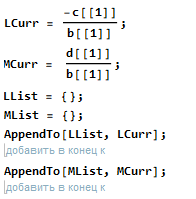 LCurr = -c[[1]] / b[[1]];
MCurr = d[[1]] / b[[1]];
LList = {};
MList = {};
AppendTo[LList, LCurr];
добавить в конец к
AppendTo[MList, MCurr];
добавить в конец к